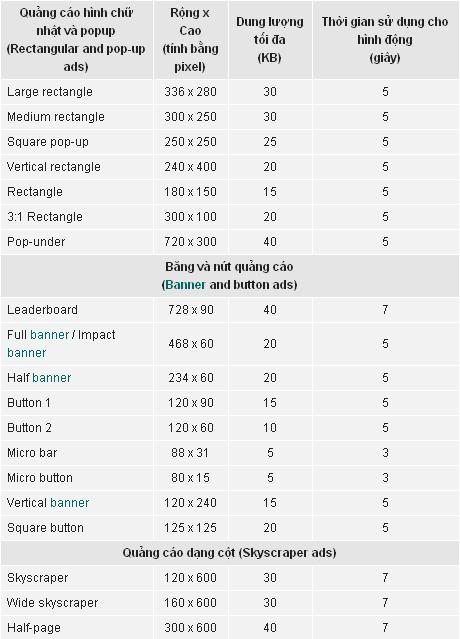 Quảng cáo hình chữ nhật và popup (Rectangular and pop-up ads) Rộng x Cao (tính bằng pixel) Dung lượng tối đa (KB) Thời gian sử dụng cho hình động (giây)
Large rectangle 336 x 280 30 5
Medium rectangle 300 x 250 30 5
Square pop-up 250 x 250 25 5
Vertical rectangle 240 x 400 20 5
Rectangle 180 x 150 15 5
3:1 Rectangle 300 x 100 20 5
Pop-under 720 x 300 40 5
Băng và nút quảng cáo
(Banner and button ads)
Leaderboard 728 x 90 40 7
Full banner / Impact banner 468 x 60 20 5
Half banner 234 x 60 20 5
Button 1 120 x 90 15 5
Button 2 120 x 60 10 5
Micro bar 88 x 31 5 3
Micro button 80 x 15 5 3
Vertical banner 120 x 240 15 5
Square button 125 x 125 20 5
Quảng cáo dạng cột (Skyscraper ads)
Skyscraper 120 x 600 30 7
Wide skyscraper 160 x 600 30 7
Half-page 300 x 600 40 7